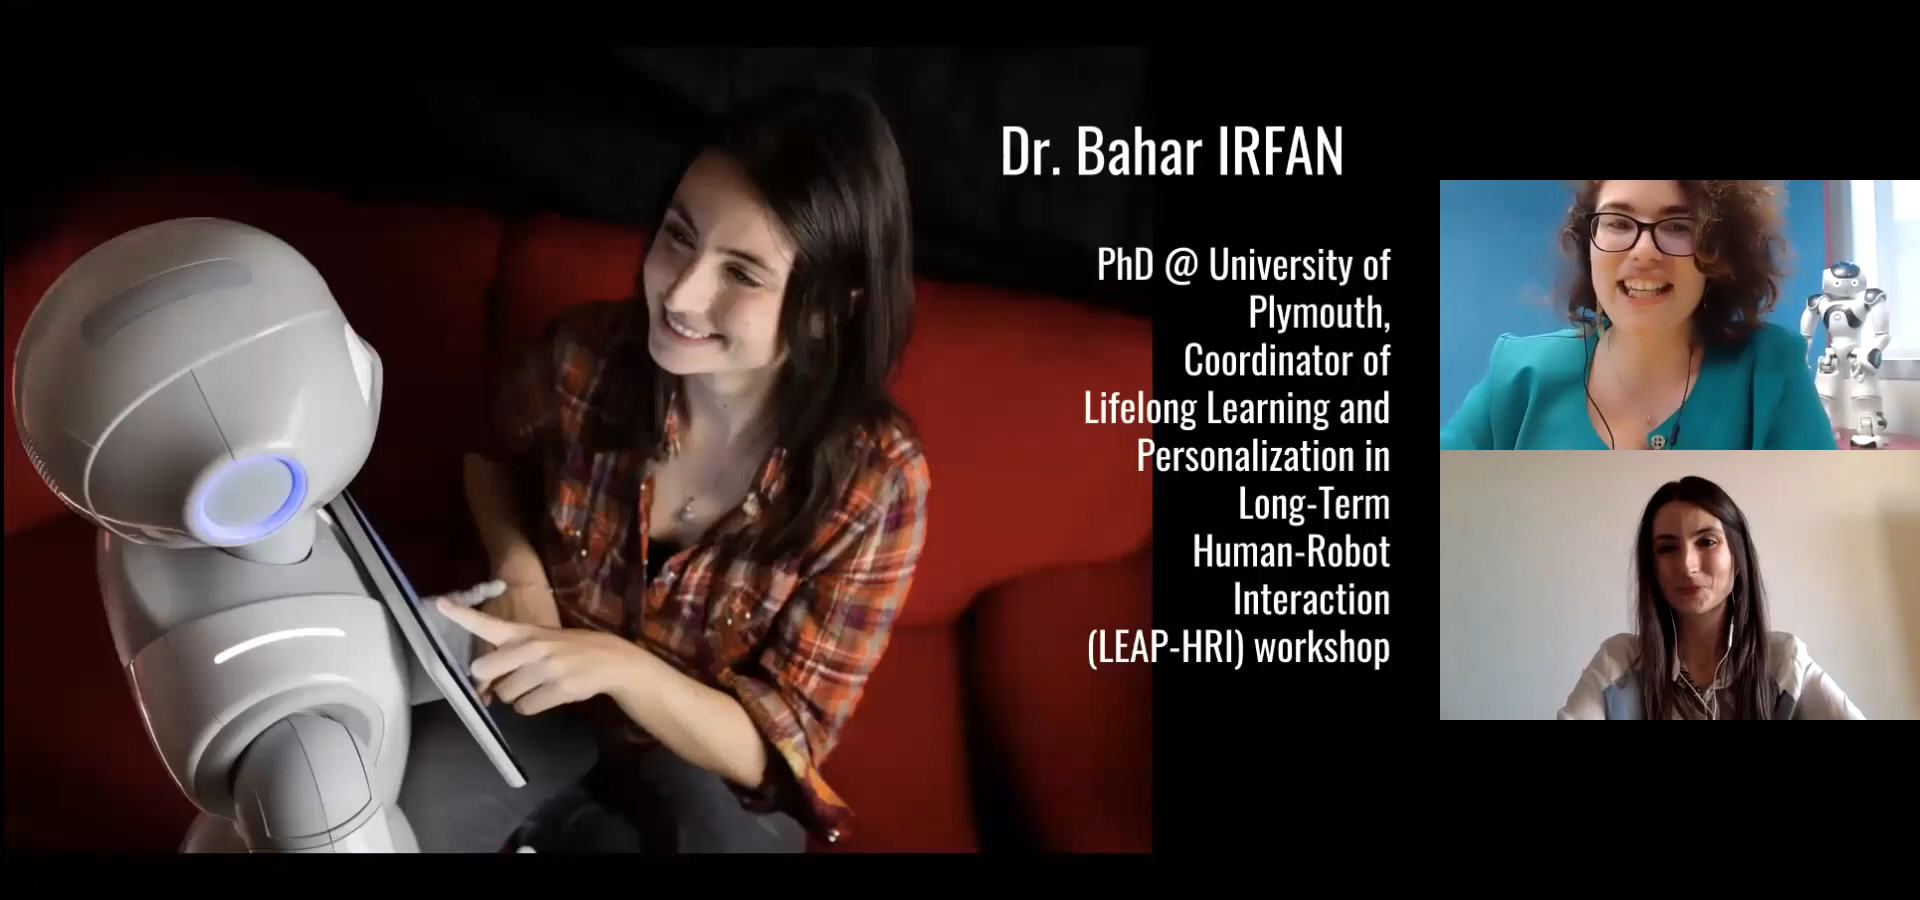 Dr. Bahar IRFAN
PhD @ University of
Plymouth,
Coordinator of
Lifelong Learning and
Personalization in
Long-Term
Human-Robot
Interaction
(LEAP-HRI) workshop